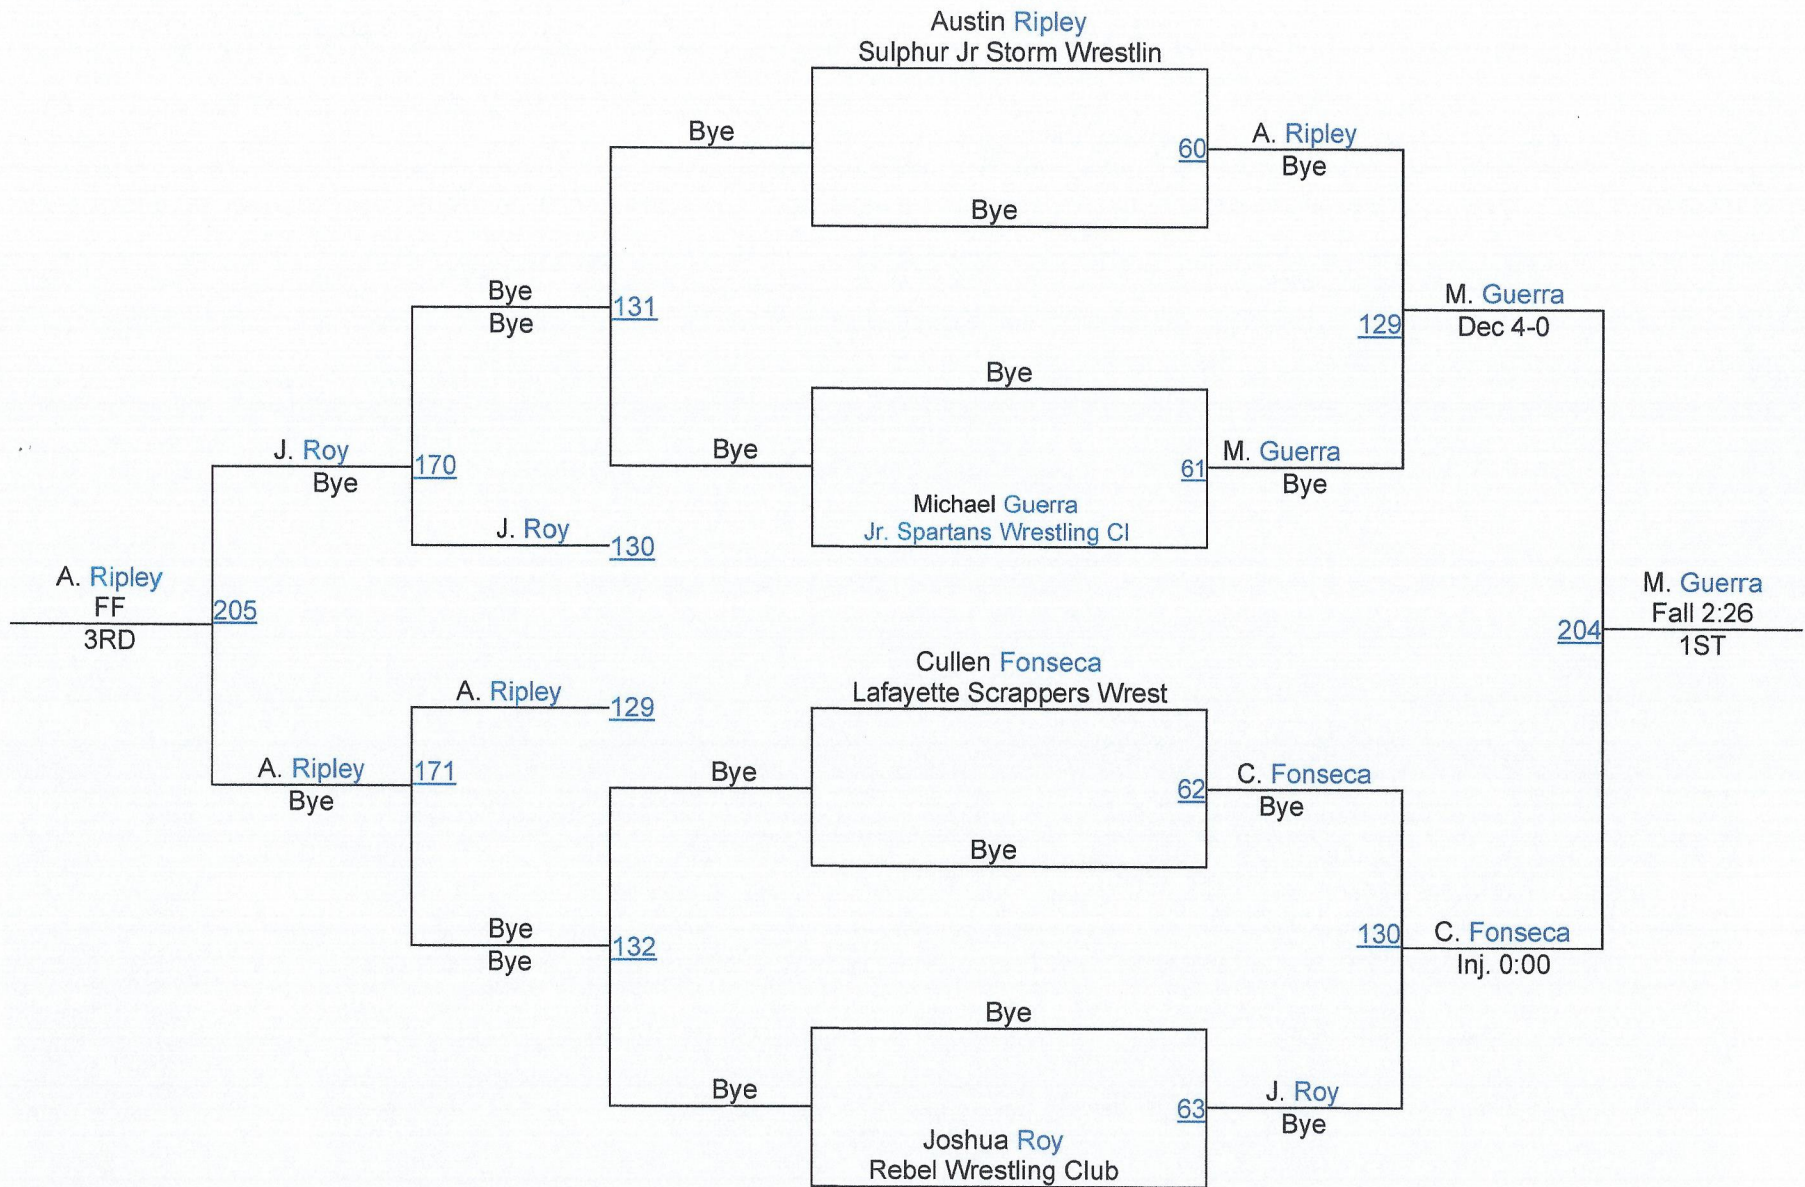 Austin Ripley
Sulphur Jr Storm Wrestlin
Bye
60
A. Ripley
Bye
Bye
Bye
Bye
131
M. Guerra
Dec 4-0
129
Bye
J. Roy
Bye
170
Bye
61
M. Guerra
Bye
Michael Guerra
Jr. Spartans Wrestling Cl
J. Roy
130
A. Ripley
FF
3RD
205
M. Guerra
Fall 2:26
1ST
204
Cullen Fonseca
Lafayette Scrappers Wrest
A. Ripley
129
A. Ripley
Bye
171
Bye
62
C. Fonseca
Bye
Bye
Bye
Bye
132
130
C. Fonseca
Inj. 0:00
Bye
Bye
63
J. Roy
Bye
Joshua Roy
Rebel Wrestling Club